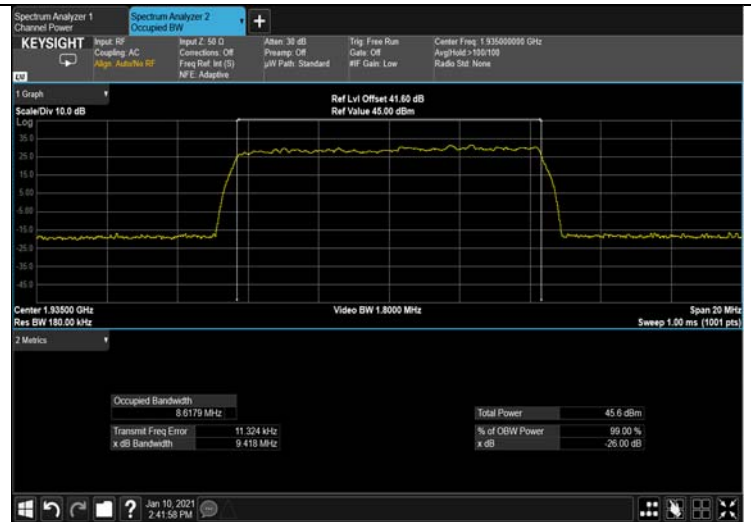 Spectrum Analyzer 1
Channel Power
Spectrum Analyzer 2
Occupied BW
+
KEYSIGHT
Input: RF
Coupling: AC
Align: Auto/No RF
Input Z: 50 Ω
Corrections: Off
Freq Ref: Int (S)
NFE: Adaptive
Atten: 30 dB
Preamp: Off
µW Path: Standard
Trig: Free Run
Gate: Off
#IF Gain: Low
Center Freq: 1.935000000 GHz
Avg|Hold:>100/100
Radio Std: None
1 Graph
Scale/Div 10.0 dB
Ref Lvl Offset 41.60 dB
Ref Value 45.00 dBm
Log
35.0
25.0
15.0
5.00
-5.00
-15.0
-25.0
-35.0
-45.0
Center 1.93500 GHz
Video BW 1.8000 MHz
Span 20 MHz
Res BW 180.00 kHz
Sweep 1.00 ms (1001 pts)
2 Metrics
Occupied Bandwidth
8.6179 MHz
Total Power 45.6 dBm
Transmit Freq Error 11.324 kHz
% of OBW Power 99.00 %
x dB Bandwidth 9.418 MHz
x dB -26.00 dB
?
Jan 10, 2021
2:41:58 PM